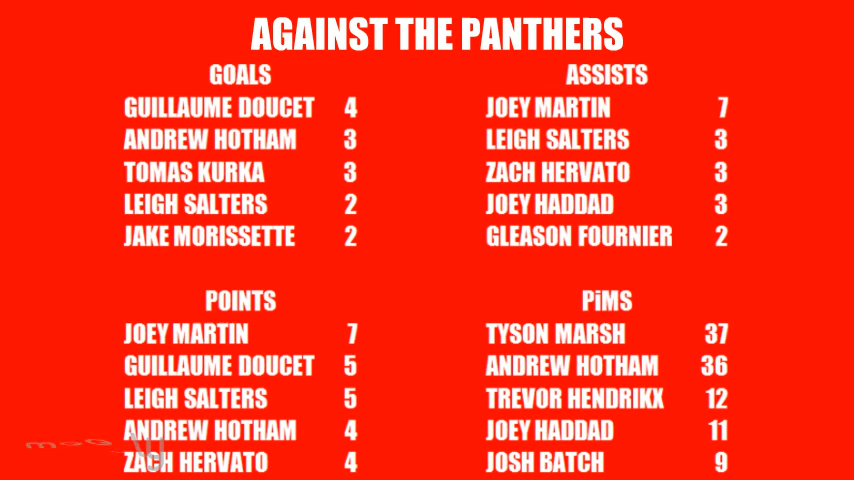 AGAINST THE PANTHERS
GOALS
GUILLAUME DOUCET 4
ANDREW HOTHAM 3
TOMAS KURKA 3
LEIGH SALTERS 2
JAKE MORISSETTE 2
ASSISTS
JOEY MARTIN 7
LEIGH SALTERS 3
ZACH HERVATO 3
JOEY HADDAD 3
GLEASON FOURNIER 2
POINTS
JOEY MARTIN 7
GUILLAUME DOUCET 5
LEIGH SALTERS 5
ANDREW HOTHAM 4
ZACH HERVATO 4
PiMS
TYSON MARSH 37
ANDREW HOTHAM 36
TREVOR HENDRIKX 12
JOEY HADDAD 11
JOSH BATCH 9